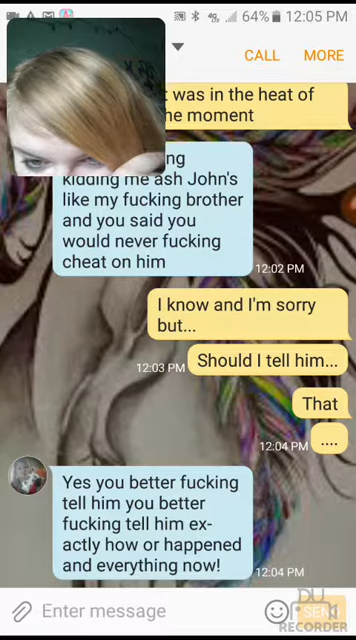 4G 64% 12:05 PM
CALL MORE
t was in the heat of
he moment
ng
kidding me ash John's
like my fucking brother
and you said you
would never fucking
cheat on him
12:02 PM
I know and I'm sorry
but...
12:03 PM
Should I tell him...
That
12:04 PM
....
Yes you better fucking
tell him you better
fucking tell him ex-
actly how or happened
and everything now!
12:04 PM
Enter message
SEND
DU
RECORDER